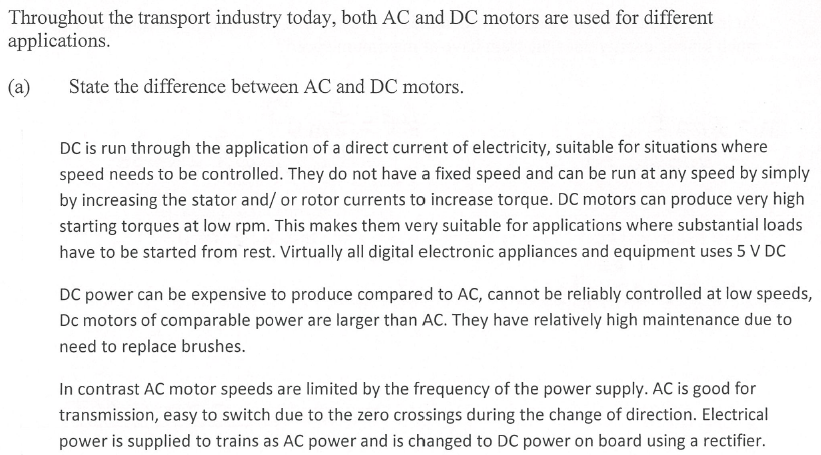 Throughout the transport industry today, both AC and DC motors are used for different
applications.
(a) State the difference between AC and DC motors.
DC is run through the application of a direct current of electricity, suitable for situations where
speed needs to be controlled. They do not have a fixed speed and can be run at any speed by simply
by increasing the stator and/ or rotor currents to increase torque. DC motors can produce very high
starting torques at low rpm. This makes them very suitable for applications where substantial loads
have to be started from rest. Virtually all digital electronic appliances and equipment uses 5 V DC
DC power can be expensive to produce compared to AC, cannot be reliably controlled at low speeds,
Dc motors of comparable power are larger than AC. They have relatively high maintenance due to
need to replace brushes.
In contrast AC motor speeds are limited by the frequency of the power supply. AC is good for
transmission, easy to switch due to the zero crossings during the change of direction. Electrical
power is supplied to trains as AC power and is changed to DC power on board using a rectifier.